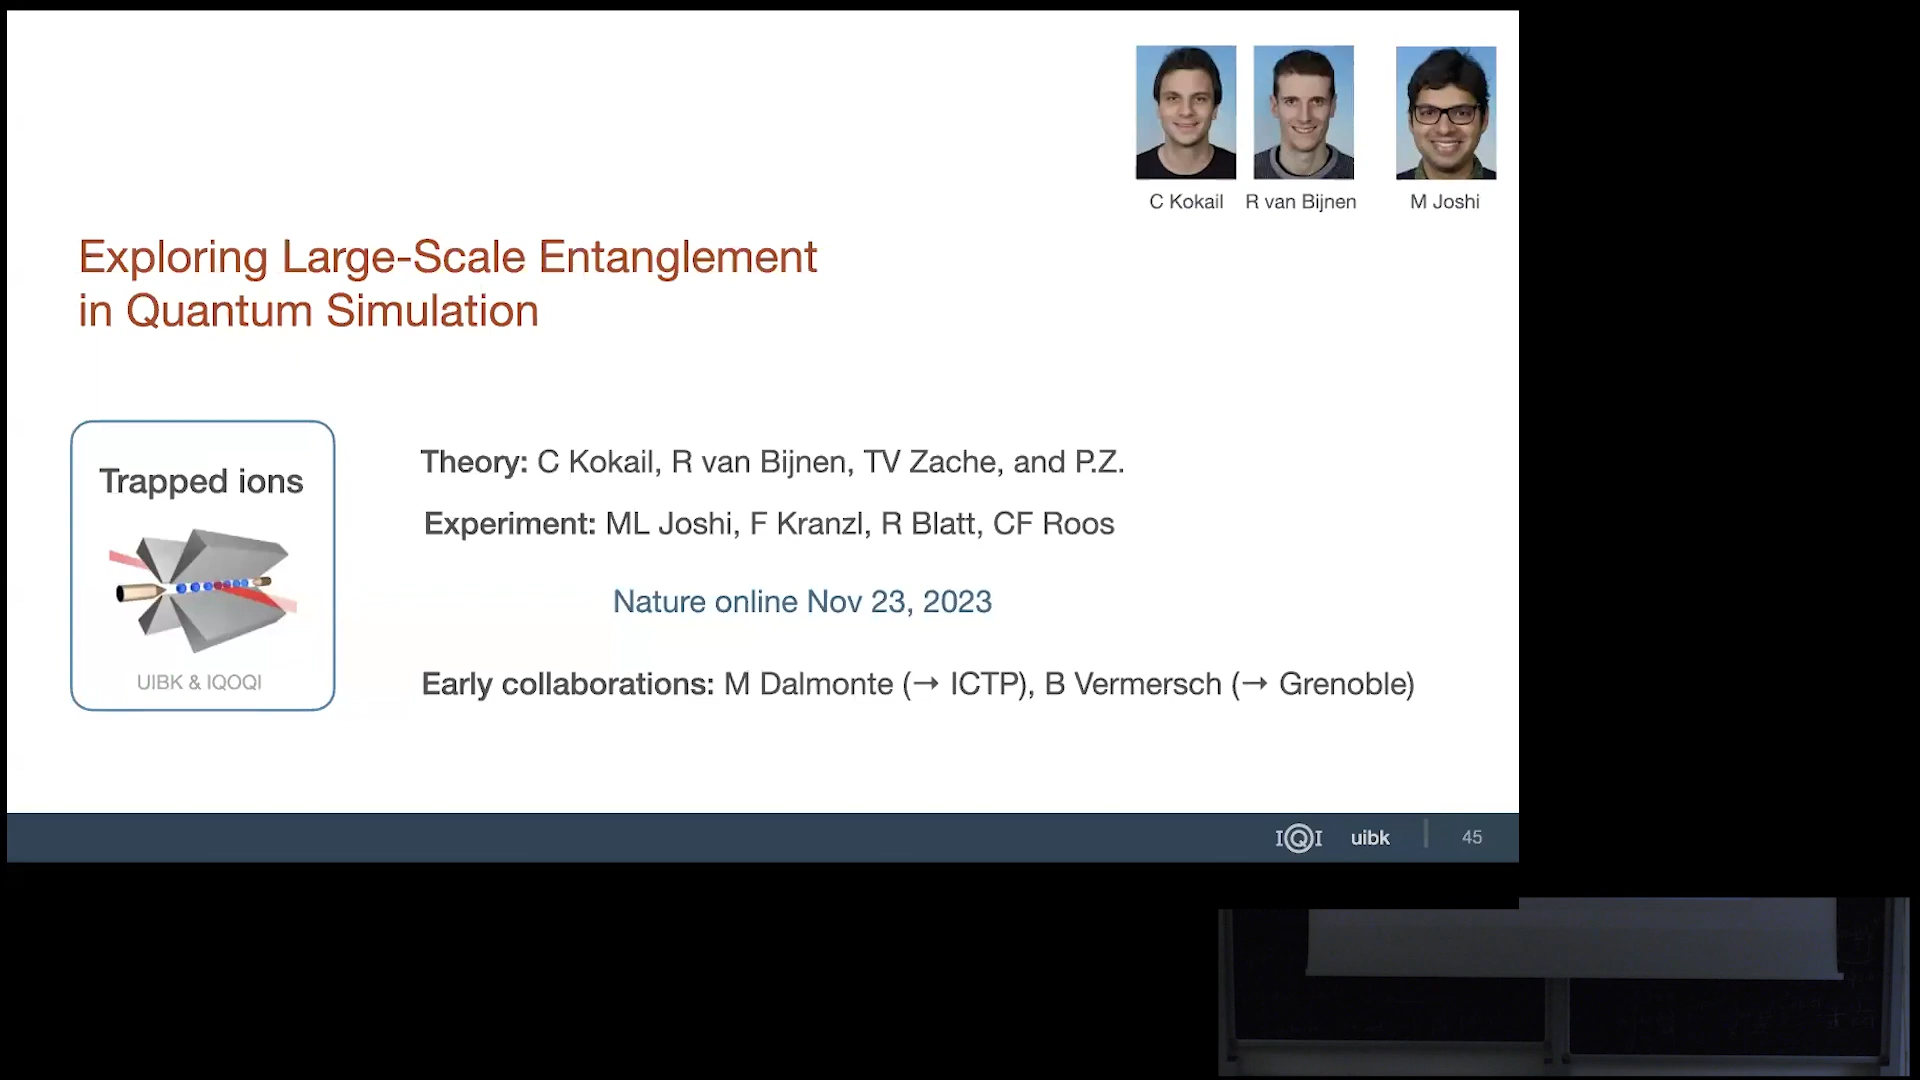 C Kokail
R van Bijnen
M Joshi
Exploring Large-Scale Entanglement
in Quantum Simulation
Trapped ions
UIBK & IQOQI
Theory: C Kokail, R van Bijnen, TV Zache, and P.Z.
Experiment: ML Joshi, F Kranzl, R Blatt, CF Roos
Nature online Nov 23, 2023
Early collaborations: M Dalmonte (→ ICTP), B Vermersch (→ Grenoble)
IQI
uibk
45